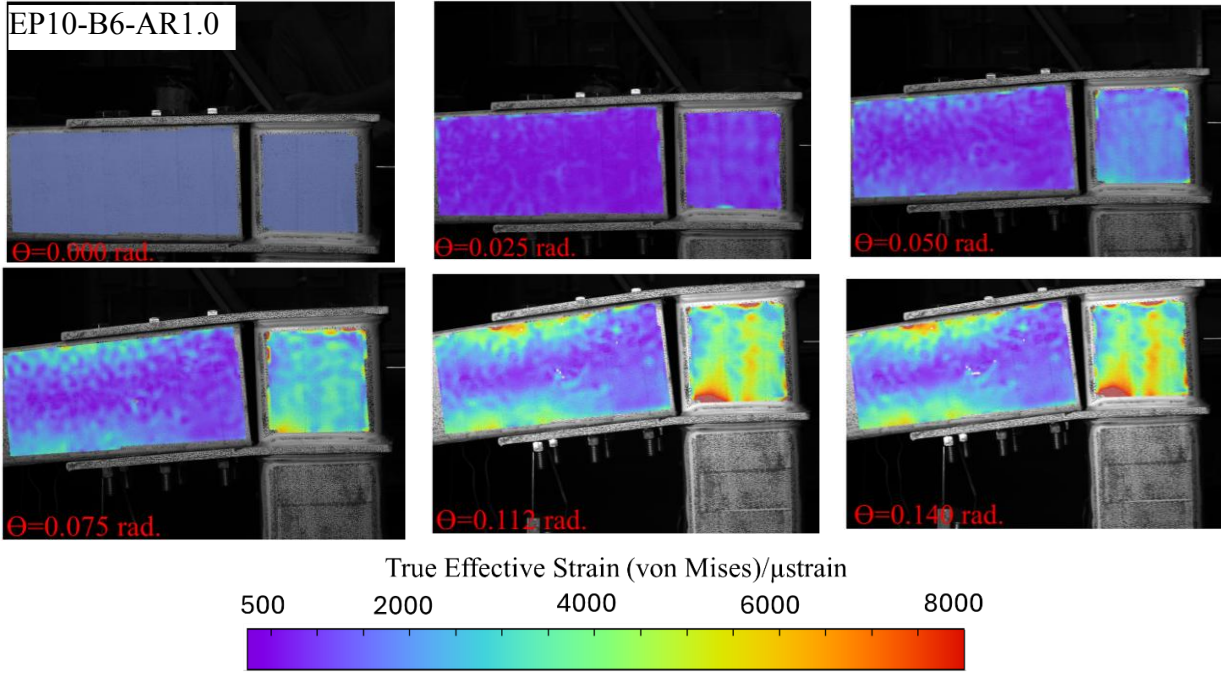 EP10-B6-AR1.0
Ө=0.000 rad.
Ө=0.025 rad.
Ө=0.050 rad.
Ө=0.075 rad.
Ө=0.112 rad.
Ө=0.140 rad.
True Effective Strain (von Mises)/µstrain
500 2000 4000 6000 8000